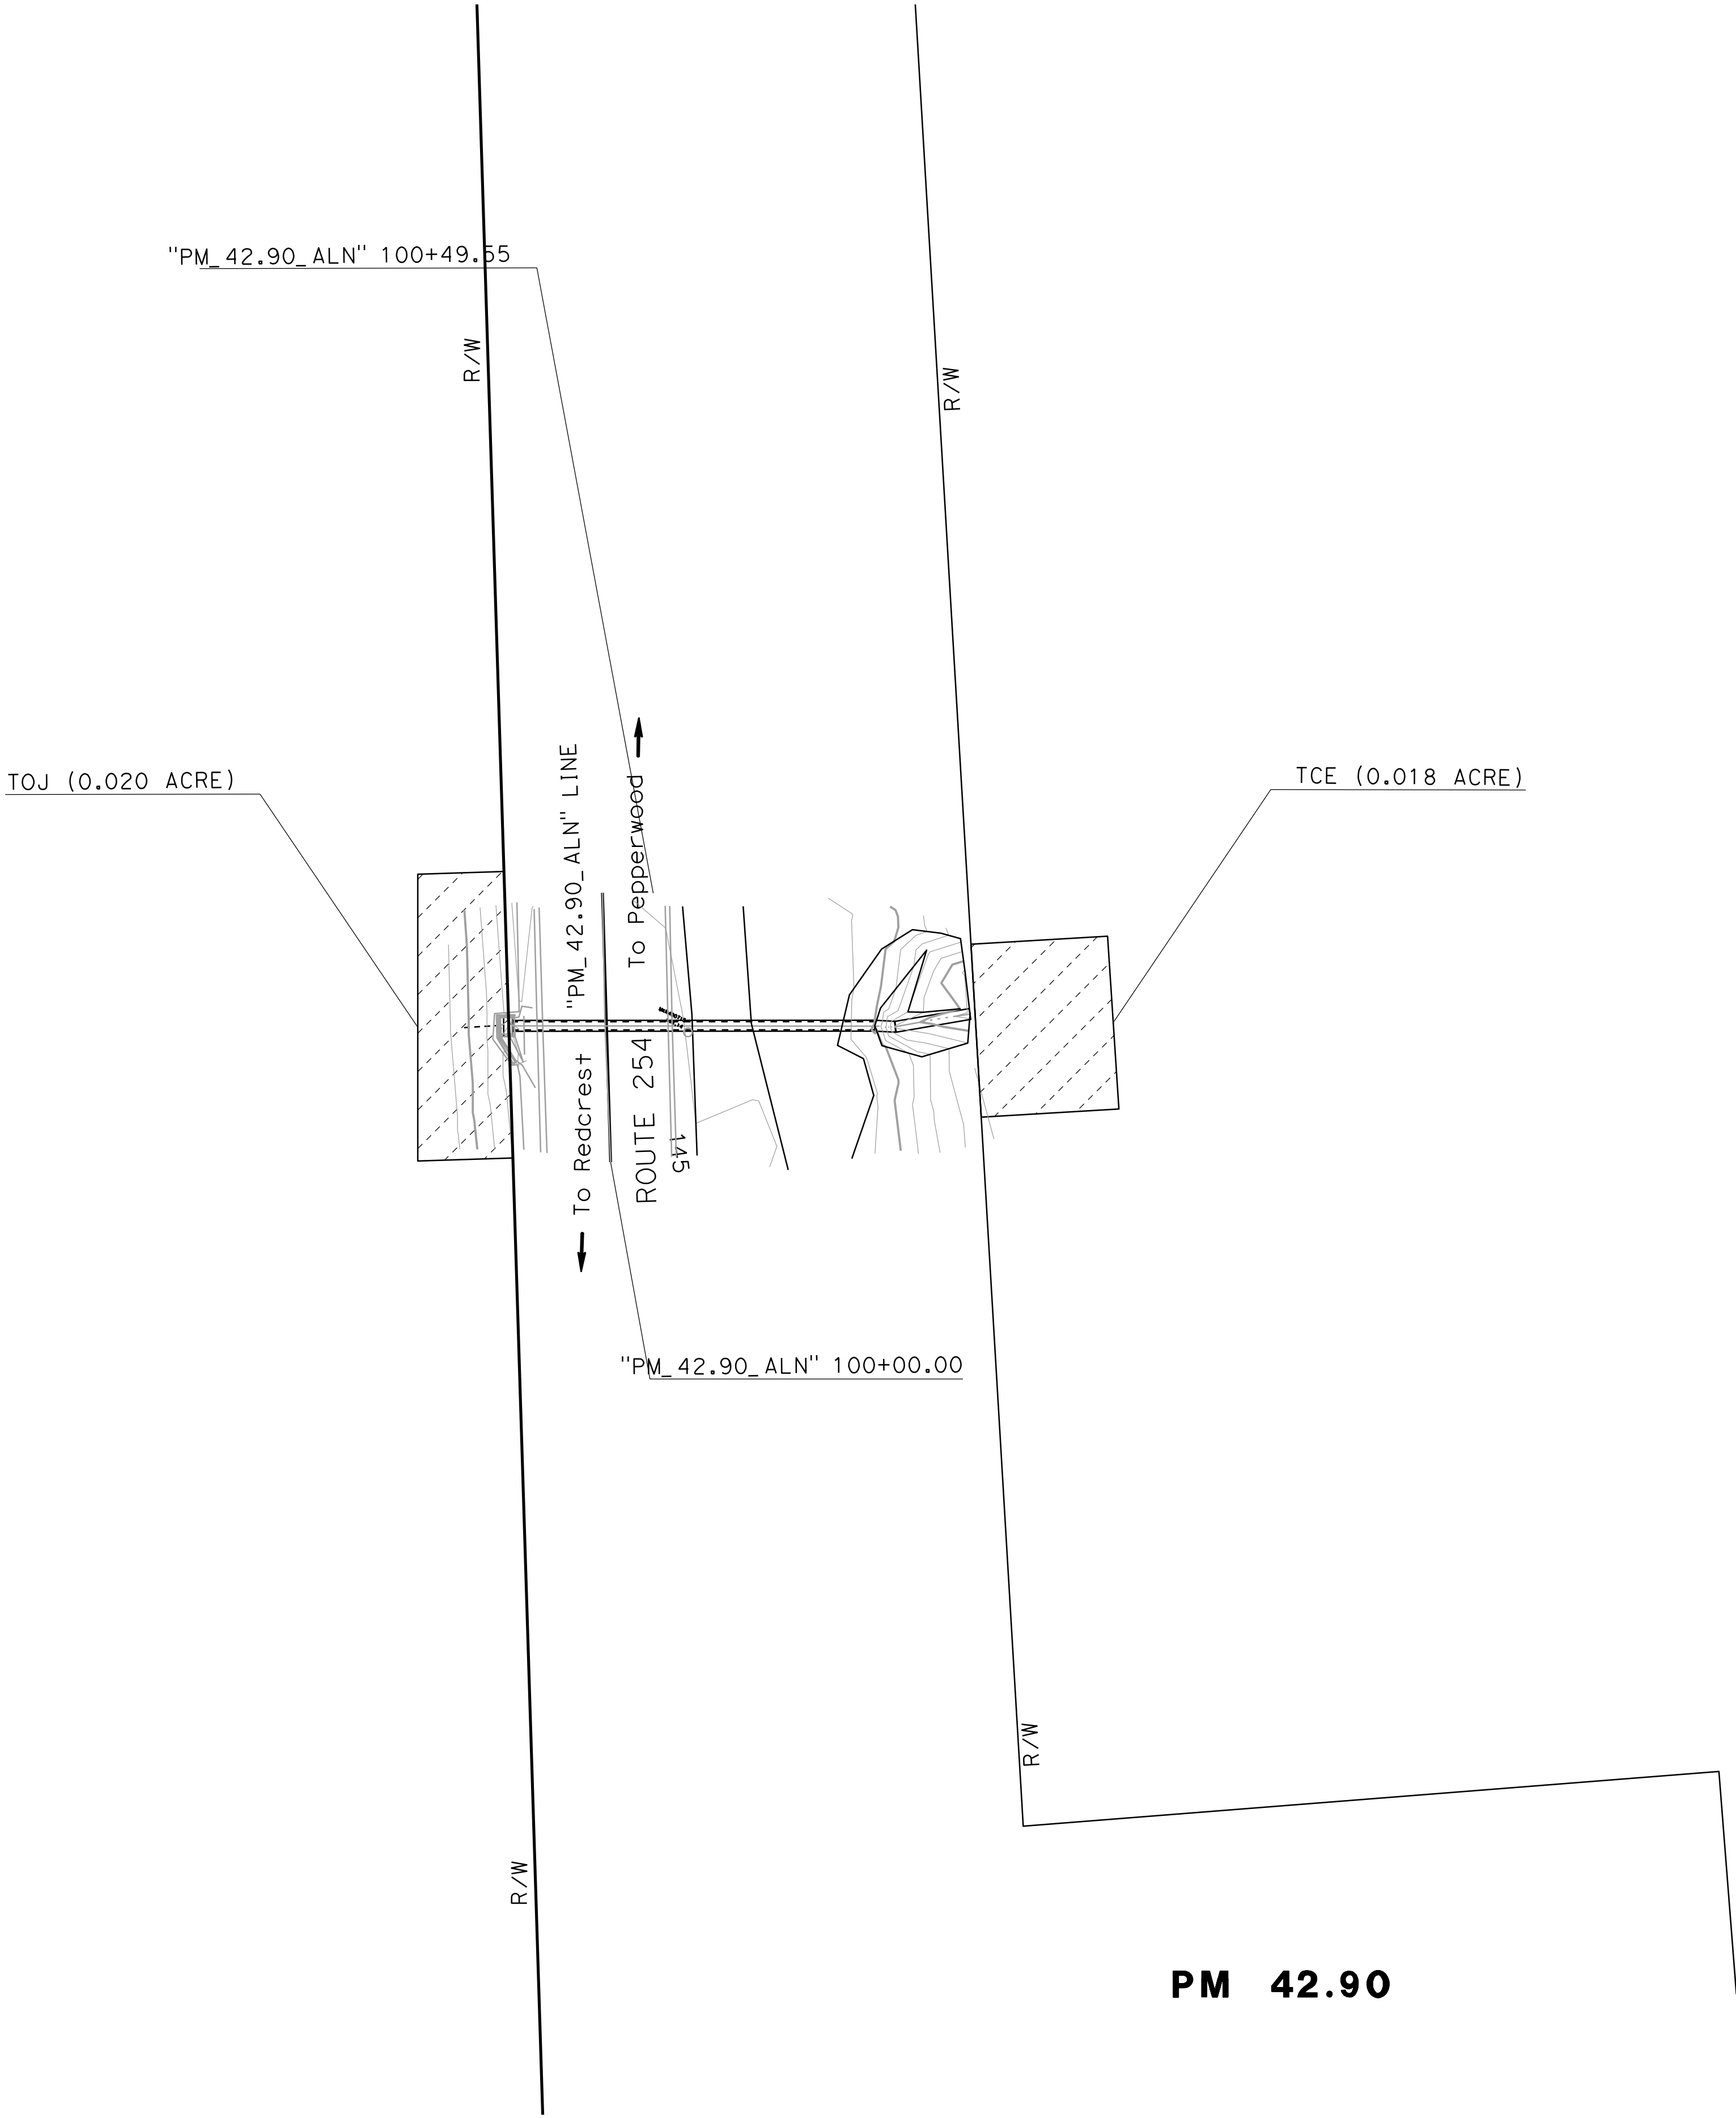 "PM_42.90_ALN" 100+49.55
R/W
R/W
TOJ (0.020 ACRE)
"PM_42.90_ALN" LINE
To Pepperwood
TCE (0.018 ACRE)
To Redcrest
ROUTE 254
145
"PM_42.90_ALN" 100+00.00
R/W
R/W
PM 42.90